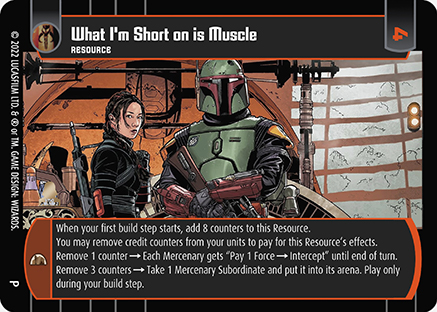 What I'm Short on is Muscle
RESOURCE
4
© 2022 LUCASFILM LTD. & ® or TM. GAME DESIGN: WIZARDS.
When your first build step starts, add 8 counters to this Resource.
You may remove credit counters from your units to pay for this Resource's effects.
Remove 1 counter → Each Mercenary gets "Pay 1 Force → Intercept" until end of turn.
Remove 3 counters → Take 1 Mercenary Subordinate and put it into its arena. Play only
during your build step.
P